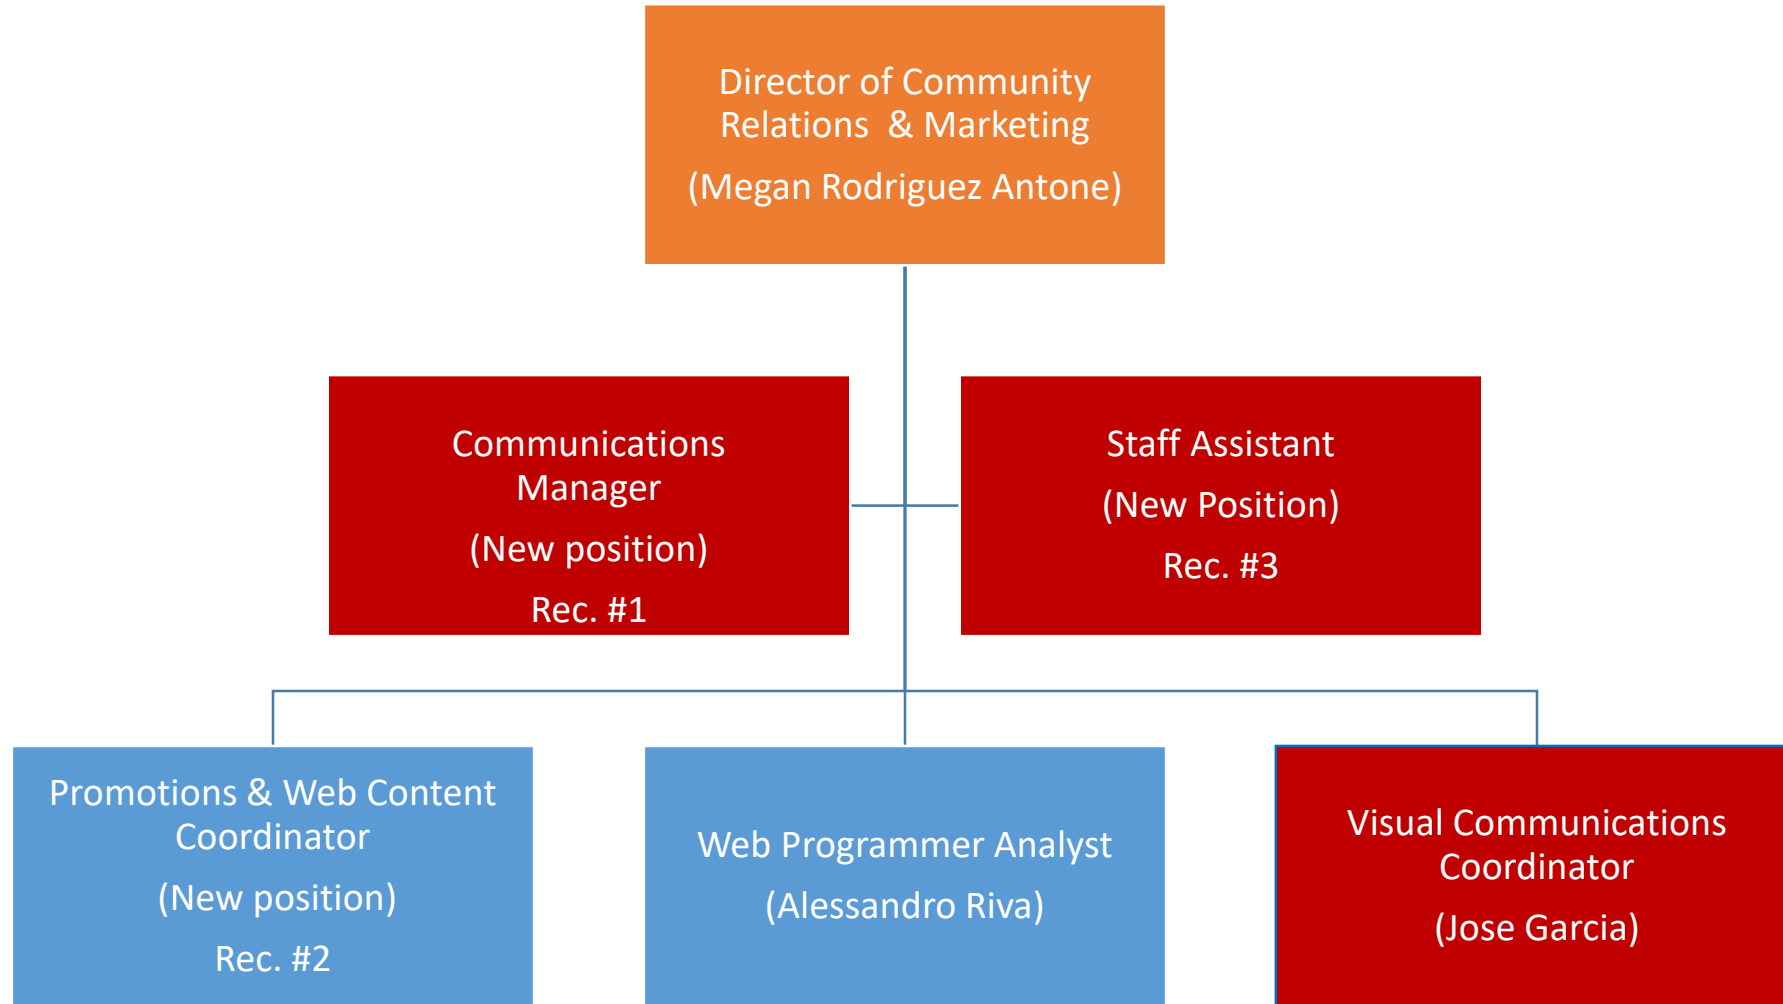 Director of Community
Relations & Marketing
(Megan Rodriguez Antone)
Communications
Manager
(New position)
Rec. #1
Staff Assistant
(New Position)
Rec. #3
Promotions & Web Content
Coordinator
(New position)
Rec. #2
Web Programmer Analyst
(Alessandro Riva)
Visual Communications
Coordinator
(Jose Garcia)